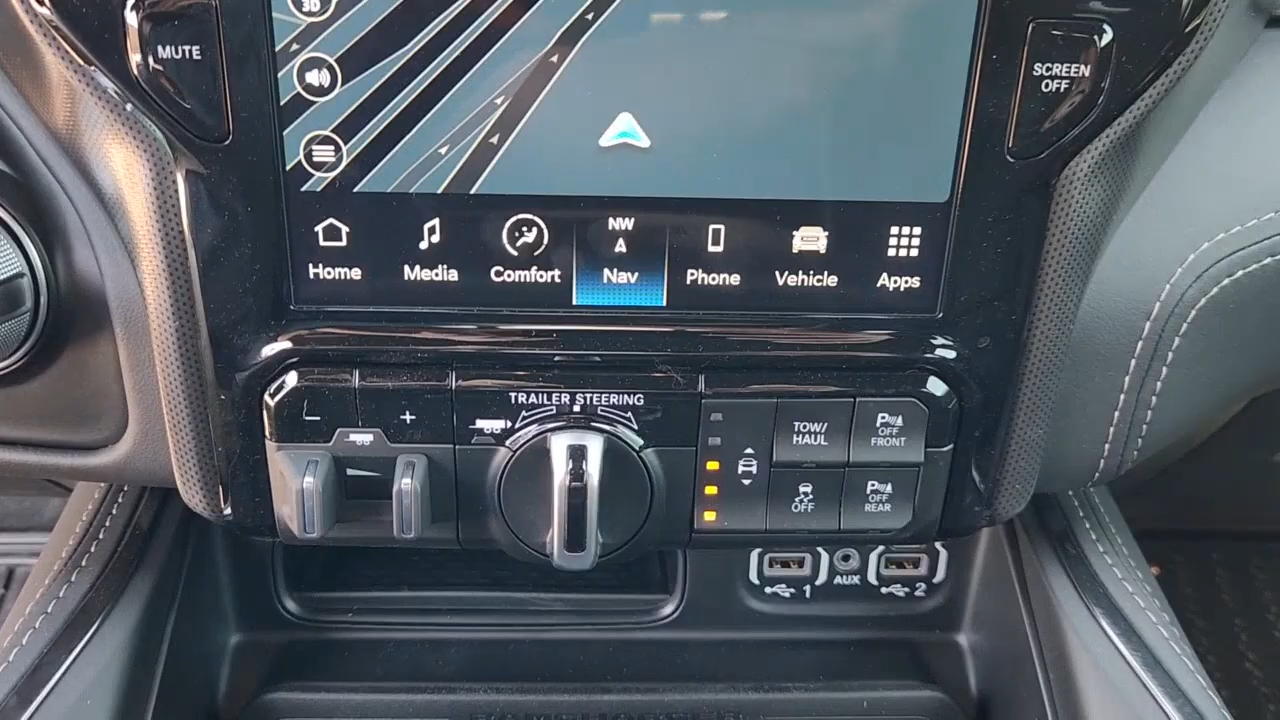 3D
MUTE
SCREEN
OFF
NW
Home
Media
Comfort
Nav
Phone
Vehicle
Apps
TRAILER STEERING
TOW/
HAUL
P
OFF
FRONT
OFF
P
OFF
REAR
1
AUX
2